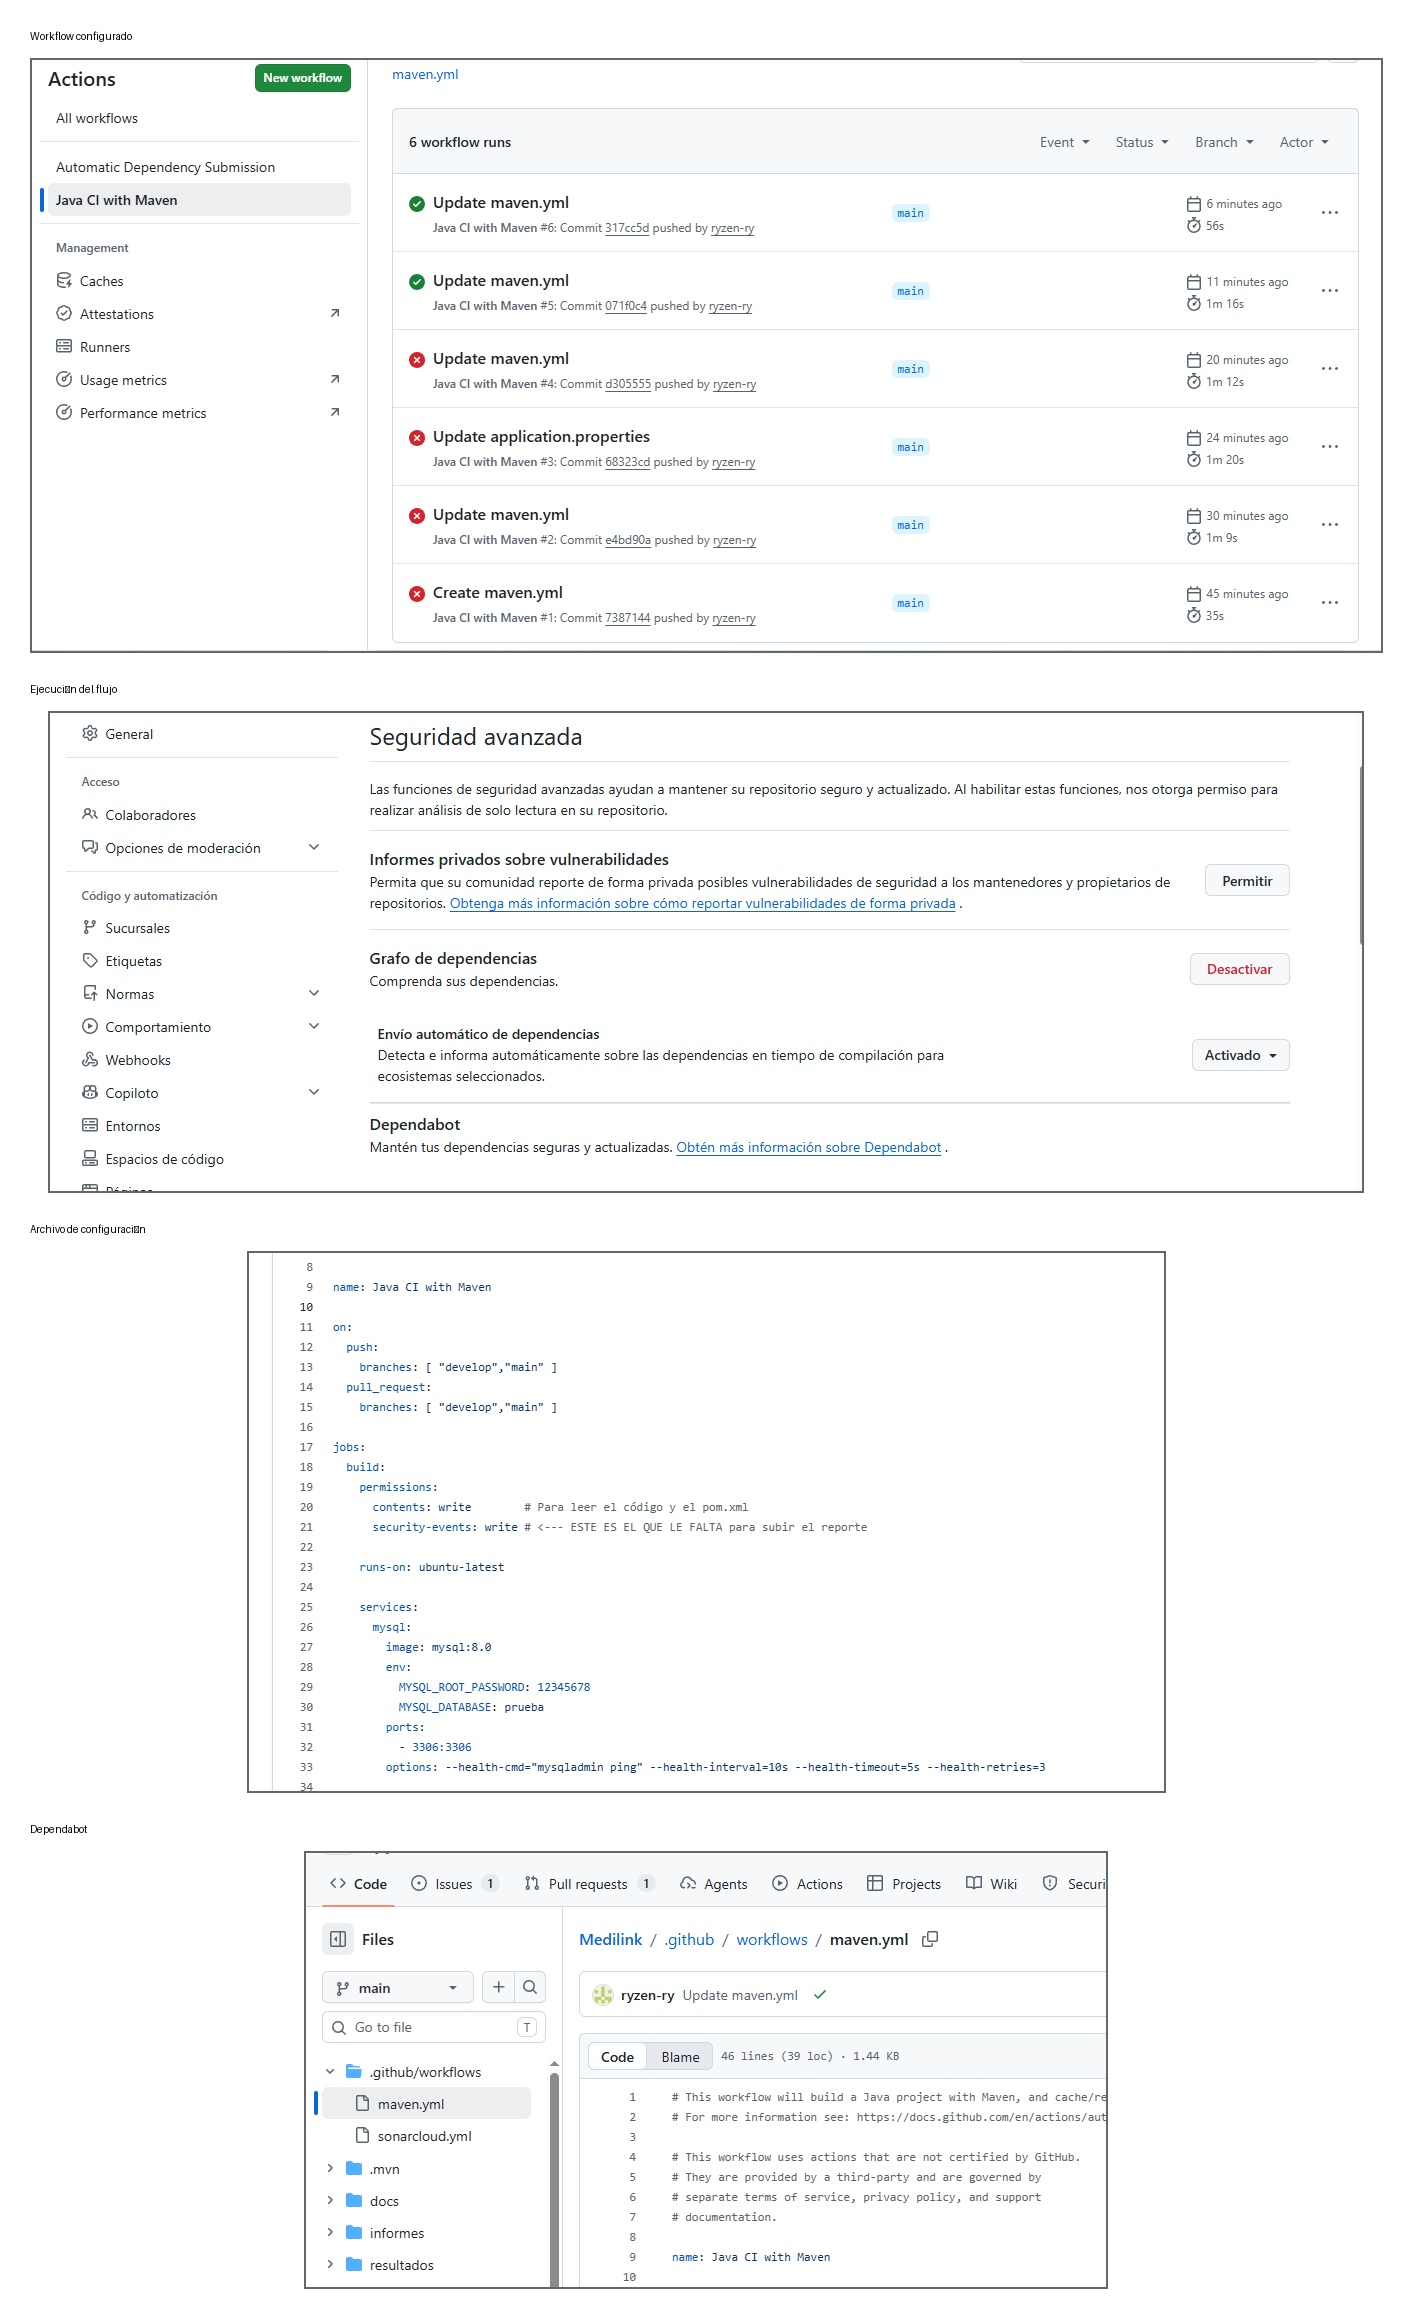 Workflow configurado
Actions
New workflow
All workflows
Automatic Dependency Submission
Java CI with Maven
Management
Caches
Attestations
Runners
Usage metrics
Performance metrics
maven.yml
6 workflow runs
Event
Status
Branch
Actor
Update maven.yml
Java CI with Maven #6: Commit 317cc5d pushed by ryzen-ry
main
6 minutes ago
56s
Update maven.yml
Java CI with Maven #5: Commit 071f0c4 pushed by ryzen-ry
main
11 minutes ago
1m 16s
Update maven.yml
Java CI with Maven #4: Commit d305555 pushed by ryzen-ry
main
20 minutes ago
1m 12s
Update application.properties
Java CI with Maven #3: Commit 68323cd pushed by ryzen-ry
main
24 minutes ago
1m 20s
Update maven.yml
Java CI with Maven #2: Commit e4bd90a pushed by ryzen-ry
main
30 minutes ago
1m 9s
Create maven.yml
Java CI with Maven #1: Commit 7387144 pushed by ryzen-ry
main
45 minutes ago
35s
Ejecuci▯n del flujo
General
Acceso
Colaboradores
Opciones de moderación
Código y automatización
Sucursales
Etiquetas
Normas
Comportamiento
Webhooks
Copiloto
Entornos
Espacios de código
Páginas
Seguridad avanzada
Las funciones de seguridad avanzadas ayudan a mantener su repositorio seguro y actualizado. Al habilitar estas funciones, nos otorga permiso para
realizar análisis de solo lectura en su repositorio.
Informes privados sobre vulnerabilidades
Permita que su comunidad reporte de forma privada posibles vulnerabilidades de seguridad a los mantenedores y propietarios de
repositorios. Obtenga más información sobre cómo reportar vulnerabilidades de forma privada .
Permitir
Grafo de dependencias
Comprenda sus dependencias.
Desactivar
Envío automático de dependencias
Detecta e informa automáticamente sobre las dependencias en tiempo de compilación para
ecosistemas seleccionados.
Activado
Dependabot
Mantén tus dependencias seguras y actualizadas. Obtén más información sobre Dependabot .
Archivo de configuraci▯n
8
9 name: Java CI with Maven
10
11 on:
12 push:
13 branches: [ "develop","main" ]
14 pull_request:
15 branches: [ "develop","main" ]
16
17 jobs:
18 build:
19 permissions:
20 contents: write # Para leer el código y el pom.xml
21 security-events: write # <--- ESTE ES EL QUE LE FALTA para subir el reporte
22
23 runs-on: ubuntu-latest
24
25 services:
26 mysql:
27 image: mysql:8.0
28 env:
29 MYSQL_ROOT_PASSWORD: 12345678
30 MYSQL_DATABASE: prueba
31 ports:
32 - 3306:3306
33 options: --health-cmd="mysqladmin ping" --health-interval=10s --health-timeout=5s --health-retries=3
34
Dependabot
Code
Issues 1
Pull requests 1
Agents
Actions
Projects
Wiki
Securi
Files
main
Go to file
T
.github/workflows
maven.yml
sonarcloud.yml
.mvn
docs
informes
resultados
Medilink / .github / workflows / maven.yml
ryzen-ry Update maven.yml
Code
Blame
46 lines (39 loc) · 1.44 KB
1 # This workflow will build a Java project with Maven, and cache/re
2 # For more information see: https://docs.github.com/en/actions/aut
3
4 # This workflow uses actions that are not certified by GitHub.
5 # They are provided by a third-party and are governed by
6 # separate terms of service, privacy policy, and support
7 # documentation.
8
9 name: Java CI with Maven
10